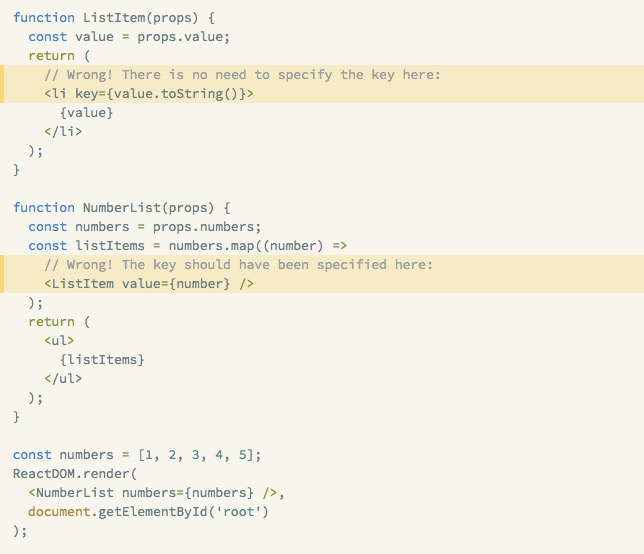 function ListItem(props) {
  const value = props.value;
  return (
    // Wrong! There is no need to specify the key here:
    <li key={value.toString()}>
      {value}
    </li>
  );
}

function NumberList(props) {
  const numbers = props.numbers;
  const listItems = numbers.map((number) =>
    // Wrong! The key should have been specified here:
    <ListItem value={number} />
  );
  return (
    <ul>
      {listItems}
    </ul>
  );
}

const numbers = [1, 2, 3, 4, 5];
ReactDOM.render(
  <NumberList numbers={numbers} />,
  document.getElementById('root')
);